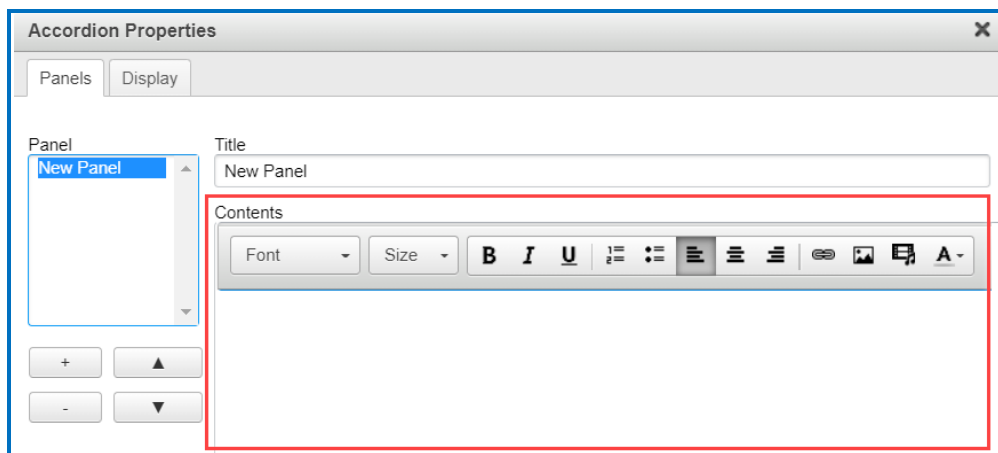 Accordion Properties
Panels Display
Panel Title
New Panel New Panel
Contents
Font Size B I U A
+ ▲
- ▼